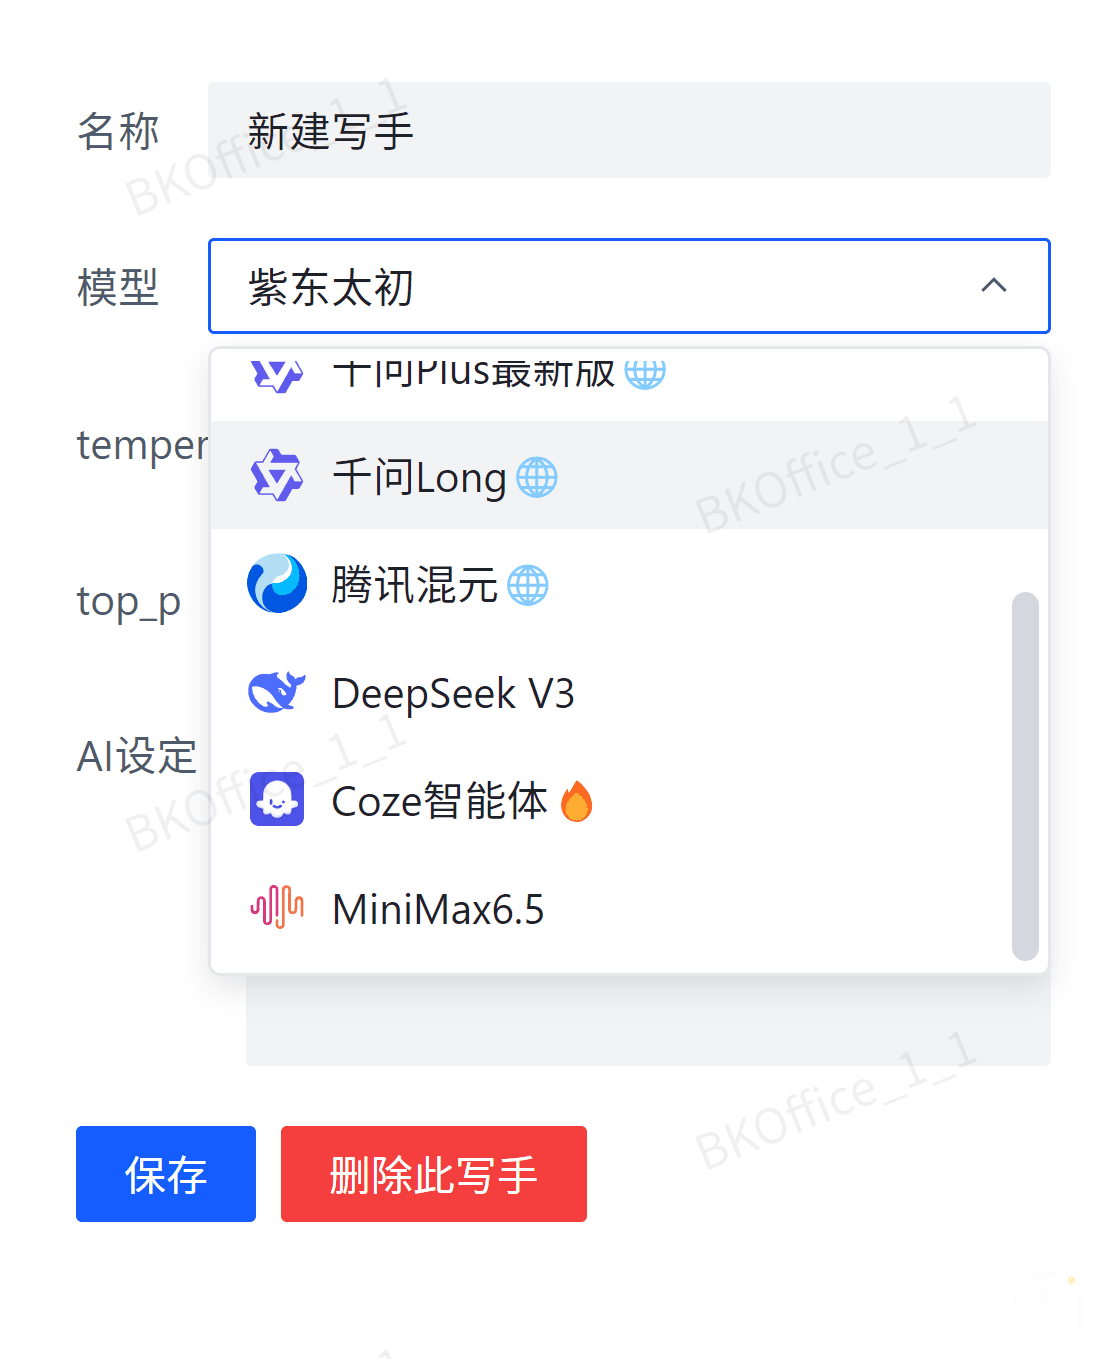 名称
新建写手
模型
紫东太初
千问Plus最新版
temper
千问Long
腾讯混元
top_p
DeepSeek V3
AI设定
Coze智能体
MiniMax6.5
保存
删除此写手
BKOffice_1_1
BKOffice_1_1
BKOffice_1_1
BKOffice_1_1